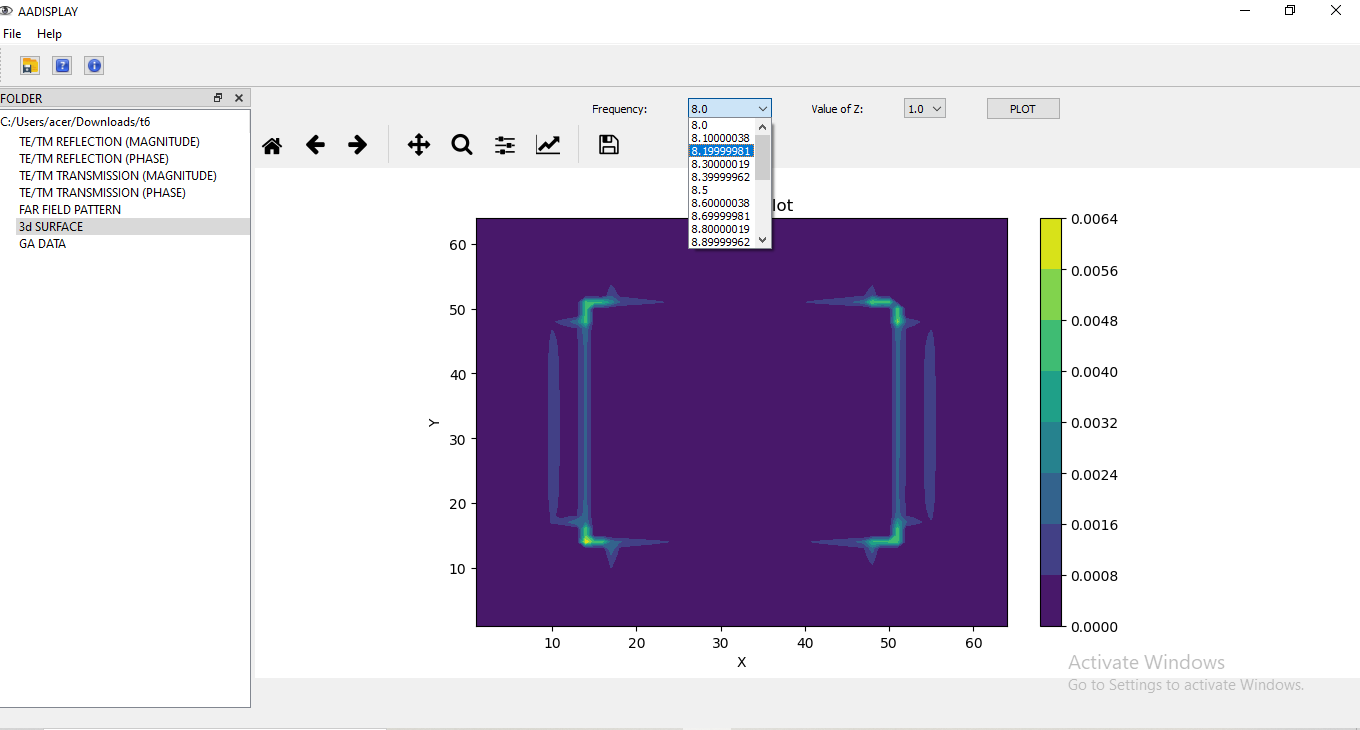 AADISPLAY
File Help
FOLDER
C:/Users/acer/Downloads/t6
TE/TM REFLECTION (MAGNITUDE)
TE/TM REFLECTION (PHASE)
TE/TM TRANSMISSION (MAGNITUDE)
TE/TM TRANSMISSION (PHASE)
FAR FIELD PATTERN
3d SURFACE
GA DATA
Frequency: 8.0 Value of Z: 1.0 PLOT
8.0
8.10000038
8.19999981
8.30000019
8.39999962
8.5
8.60000038
8.69999981
8.80000019
8.89999962
lot
60
50
40
30
20
10
Y
10 20 30 40 50 60
X
0.0064
0.0056
0.0048
0.0040
0.0032
0.0024
0.0016
0.0008
0.0000
Activate Windows
Go to Settings to activate Windows.